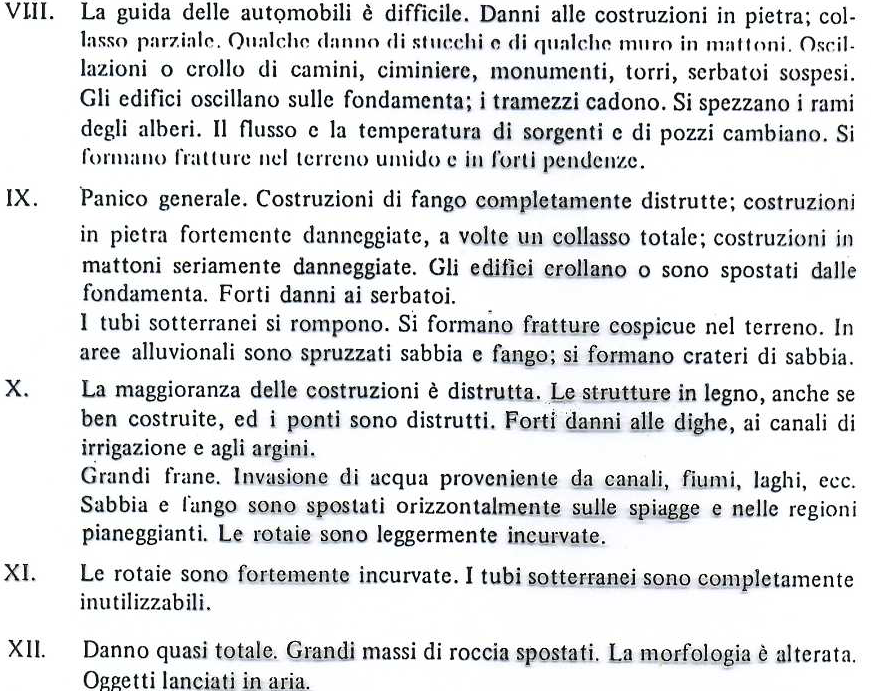 VIII. La guida delle automobili è difficile. Danni alle costruzioni in pietra; col-
lasso parziale. Qualche danno di stucchi e di qualche muro in mattoni. Oscil-
lazioni o crollo di camini, ciminiere, monumenti, torri, serbatoi sospesi.
Gli edifici oscillano sulle fondamenta; i tramezzi cadono. Si spezzano i rami
degli alberi. Il flusso e la temperatura di sorgenti e di pozzi cambiano. Si
formano fratture nel terreno umido e in forti pendenze.
IX. Panico generale. Costruzioni di fango completamente distrutte; costruzioni
in pietra fortemente danneggiate, a volte un collasso totale; costruzioni in
mattoni seriamente danneggiate. Gli edifici crollano o sono spostati dalle
fondamenta. Forti danni ai serbatoi.
I tubi sotterranei si rompono. Si formano fratture cospicue nel terreno. In
aree alluvionali sono spruzzati sabbia e fango; si formano crateri di sabbia.
X. La maggioranza delle costruzioni è distrutta. Le strutture in legno, anche se
ben costruite, ed i ponti sono distrutti. Forti danni alle dighe, ai canali di
irrigazione e agli argini.
Grandi frane. Invasione di acqua proveniente da canali, fiumi, laghi, ecc.
Sabbia e fango sono spostati orizzontalmente sulle spiagge e nelle regioni
pianeggianti. Le rotaie sono leggermente incurvate.
XI. Le rotaie sono fortemente incurvate. I tubi sotterranei sono completamente
inutilizzabili.
XII. Danno quasi totale. Grandi massi di roccia spostati. La morfologia è alterata.
Oggetti lanciati in aria.